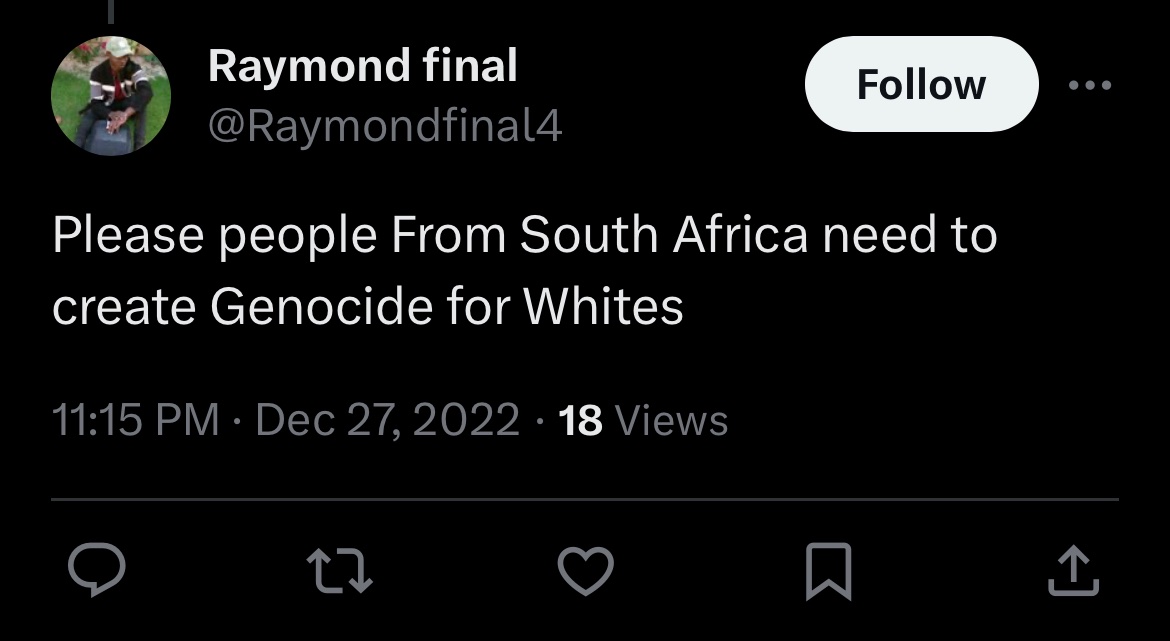 Raymond final
Follow
@Raymondfinal4
Please people From South Africa need to
create Genocide for Whites
11:15 PM · Dec 27, 2022 · 18 Views